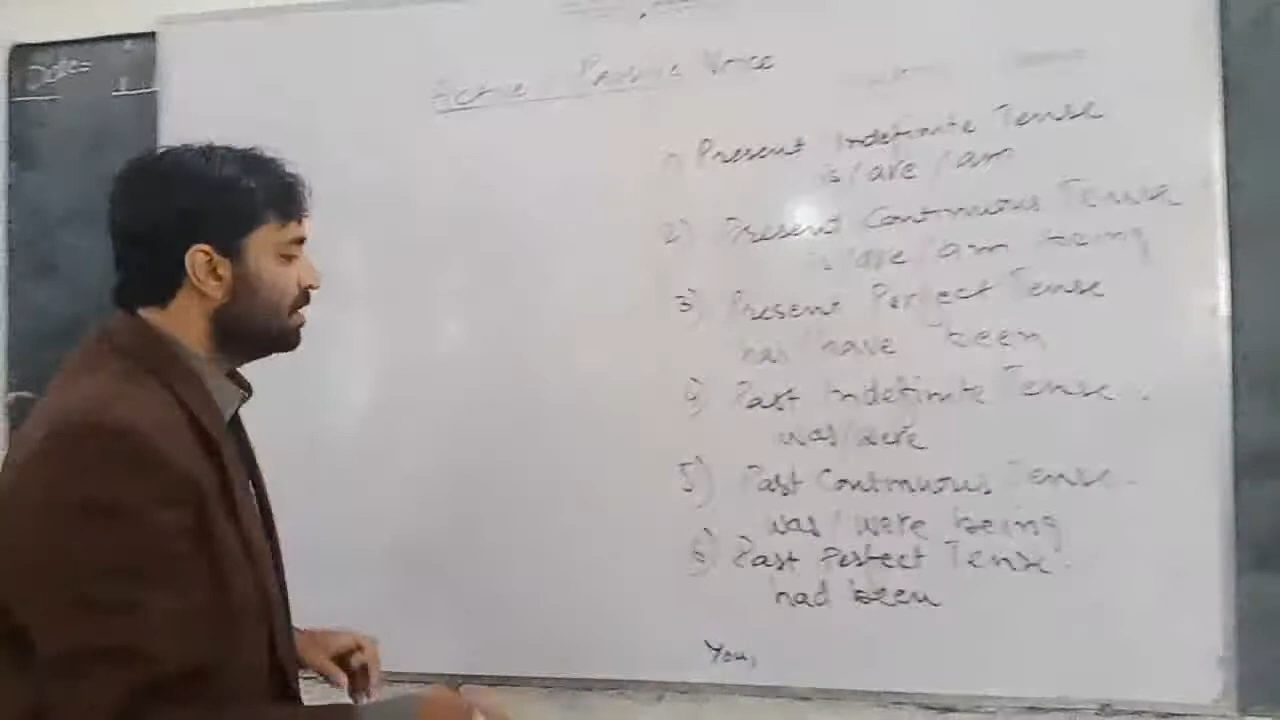 Date:
Active Passive Voice
1) Present Indefinite Tense
is/are/am
2) Present Continuous Tense
is/are/am being
3) Present Perfect Tense
has/have been
4) Past Indefinite Tense.
was/were
5) Past Continuous Tense.
was/were being
6) Past Perfect Tense.
had been
You,